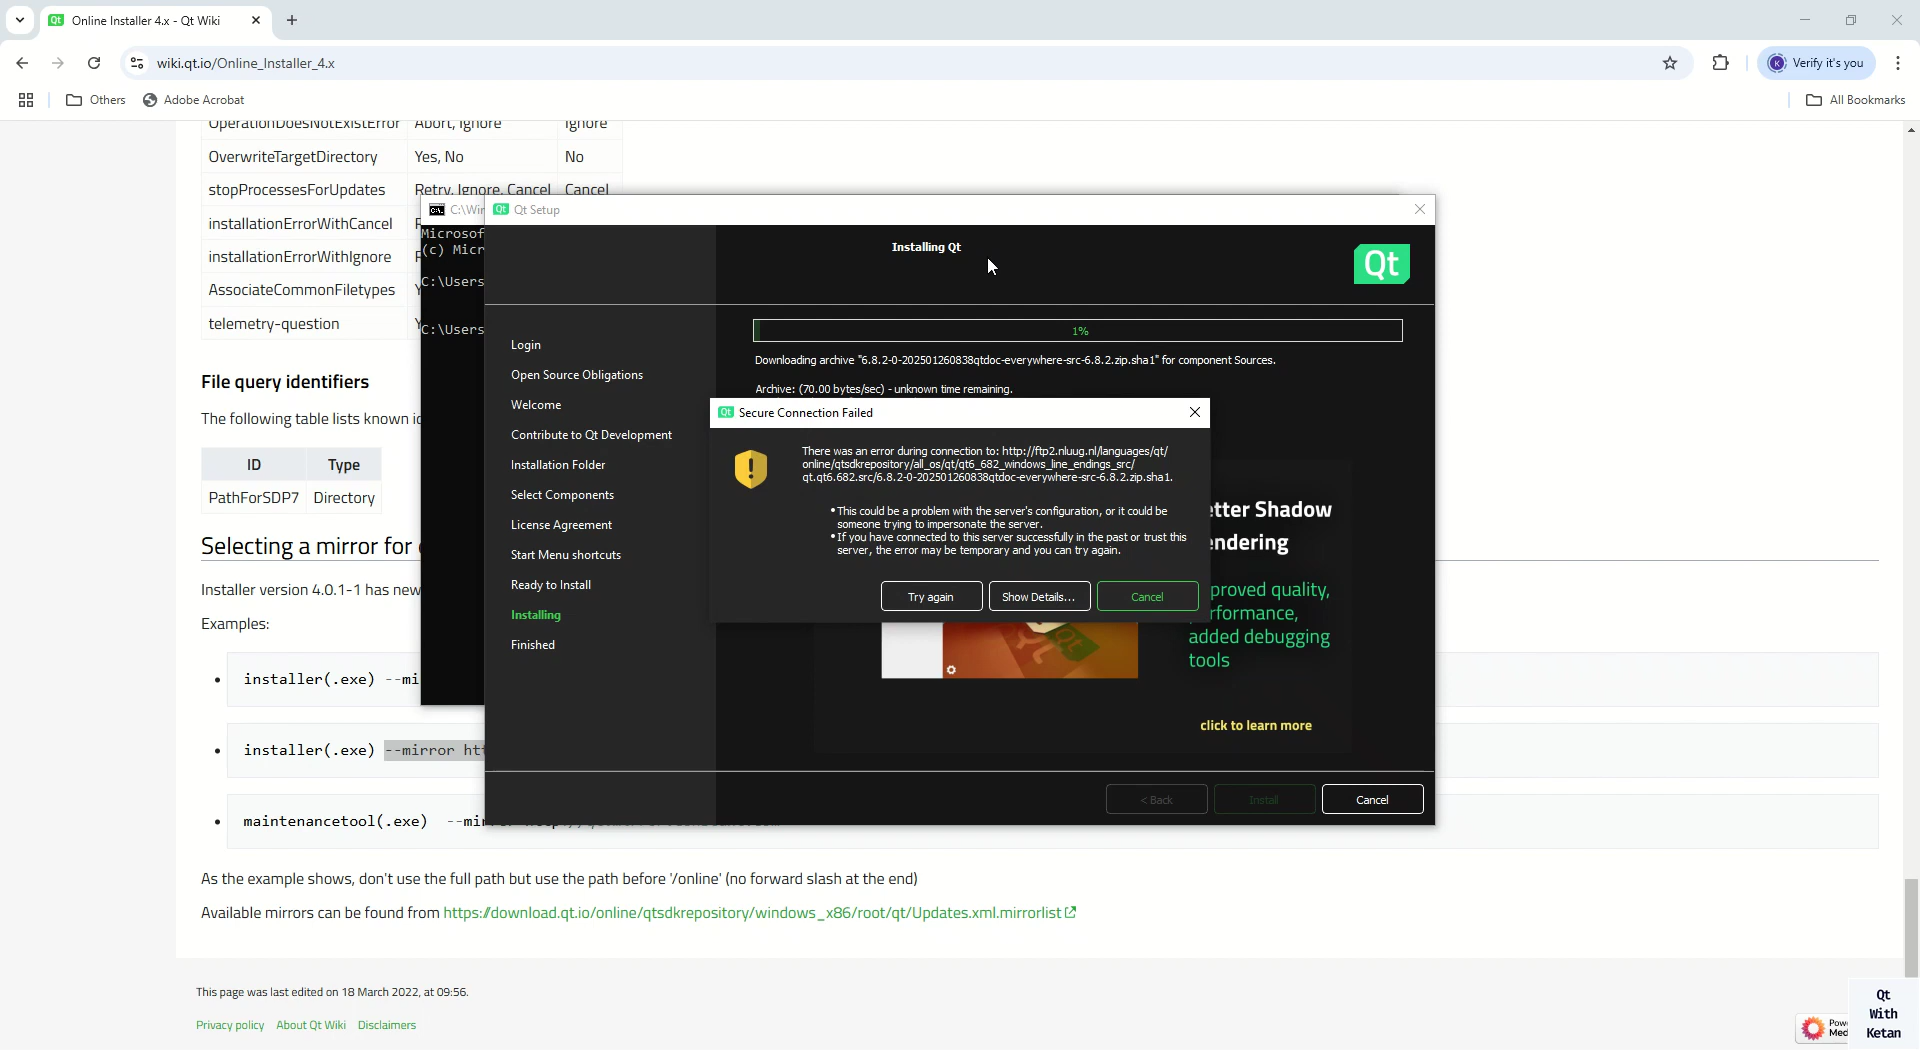 Qt Online Installer 4.x - Qt Wiki
wiki.qt.io/Online_Installer_4.x
K Verify it's you
Others
Adobe Acrobat
All Bookmarks
OperationDoesNotExistError Abort, Ignore Ignore
OverwriteTargetDirectory Yes, No No
stopProcessesForUpdates Retry, Ignore, Cancel Cancel
installationErrorWithCancel
installationErrorWithIgnore
AssociateCommonFiletypes
telemetry-question
File query identifiers
The following table lists known
ID Type
PathForSDP7 Directory
Selecting a mirror for
Installer version 4.0.1-1 has new
Examples:
installer(.exe)
installer(.exe) --mirror
maintenancetool(.exe)
As the example shows, don't use the full path but use the path before '/online' (no forward slash at the end)
Available mirrors can be found from https://download.qt.io/online/qtsdkrepository/windows_x86/root/qt/Updates.xml.mirrorlist
This page was last edited on 18 March 2022, at 09:56.
Privacy policy About Qt Wiki Disclaimers
C:\Win
Microsof
(c) Micr
C:\Users
C:\Users
Qt Qt Setup
Installing Qt
Qt
Login
Open Source Obligations
Welcome
Contribute to Qt Development
Installation Folder
Select Components
License Agreement
Start Menu shortcuts
Ready to Install
Installing
Finished
1%
Downloading archive "6.8.2-0-202501260838qtdoc-everywhere-src-6.8.2.zip.sha1" for component Sources.
Archive: (70.00 bytes/sec) - unknown time remaining.
Qt Secure Connection Failed
There was an error during connection to: http://ftp2.nluug.nl/languages/qt/
online/qtsdkrepository/all_os/qt/qt6_682_windows_line_endings_src/
qt.qt6.682.src/6.8.2-0-202501260838qtdoc-everywhere-src-6.8.2.zip.sha1.
•This could be a problem with the server's configuration, or it could be
someone trying to impersonate the server.
•If you have connected to this server successfully in the past or trust this
server, the error may be temporary and you can try again.
Try again Show Details... Cancel
etter Shadow
endering
proved quality,
rformance,
added debugging
tools
click to learn more
< Back Install Cancel
Qt
With
Ketan